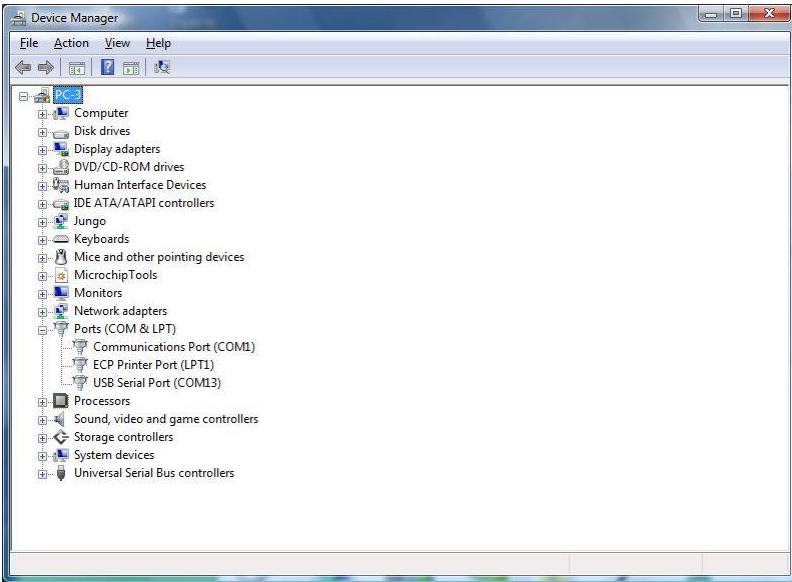 Device Manager
File Action View Help
PC-3
Computer
Disk drives
Display adapters
DVD/CD-ROM drives
Human Interface Devices
IDE ATA/ATAPI controllers
Jungo
Keyboards
Mice and other pointing devices
MicrochipTools
Monitors
Network adapters
Ports (COM & LPT)
Communications Port (COM1)
ECP Printer Port (LPT1)
USB Serial Port (COM13)
Processors
Sound, video and game controllers
Storage controllers
System devices
Universal Serial Bus controllers